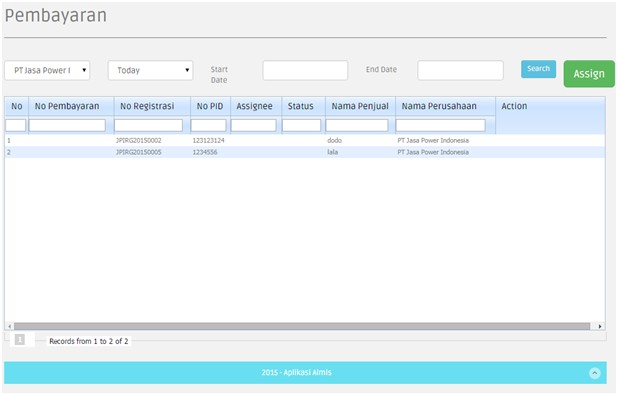 Pembayaran
PT Jasa Power I Today Start Date End Date Search Assign
No No Pembayaran No Registrasi No PID Assignee Status Nama Penjual Nama Perusahaan Action
1 JPIRG20150002 123123124 dodo PT Jasa Power Indonesia
2 JPIRG20150005 1234556 lala PT Jasa Power Indonesia
1 Records from 1 to 2 of 2
2015 - Aplikasi Aimis